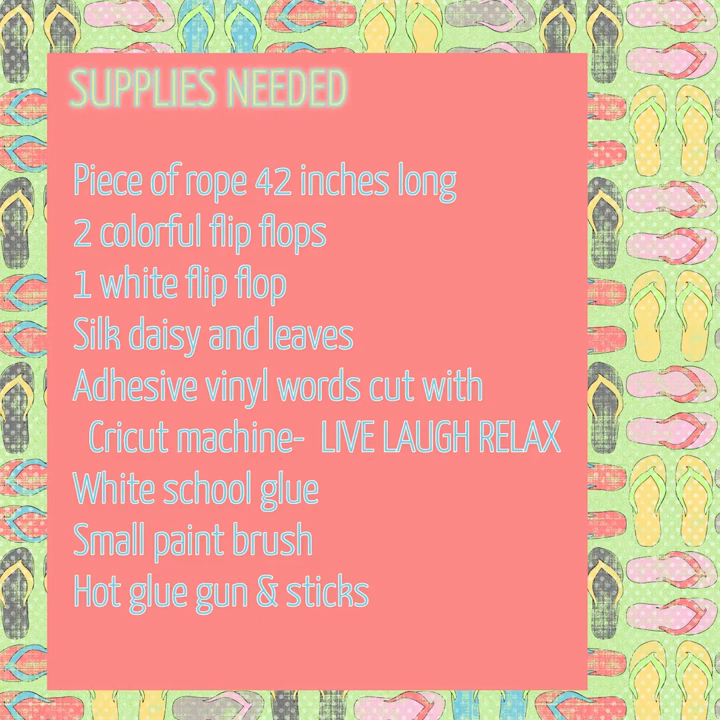 SUPPLIES NEEDED
Piece of rope 42 inches long
2 colorful flip flops
1 white flip flop
Silk daisy and leaves
Adhesive vinyl words cut with
Cricut machine- LIVE LAUGH RELAX
White school glue
Small paint brush
Hot glue gun & sticks